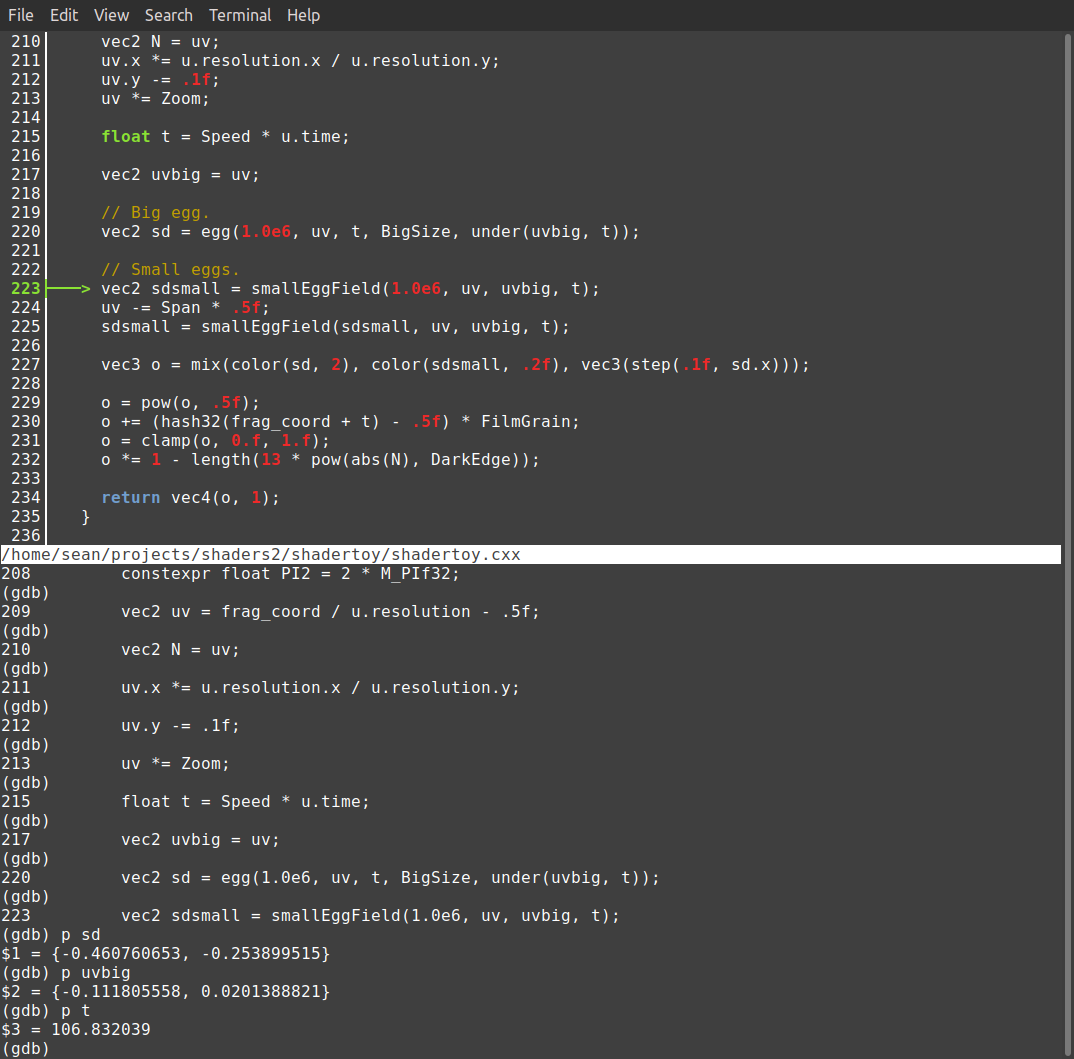 File Edit View Search Terminal Help
210      vec2 N = uv;
211      uv.x *= u.resolution.x / u.resolution.y;
212      uv.y -= .1f;
213      uv *= Zoom;
214
215      float t = Speed * u.time;
216
217      vec2 uvbig = uv;
218
219      // Big egg.
220      vec2 sd = egg(1.0e6, uv, t, BigSize, under(uvbig, t));
221
222      // Small eggs.
223 ───> vec2 sdsmall = smallEggField(1.0e6, uv, uvbig, t);
224      uv -= Span * .5f;
225      sdsmall = smallEggField(sdsmall, uv, uvbig, t);
226
227      vec3 o = mix(color(sd, 2), color(sdsmall, .2f), vec3(step(.1f, sd.x)));
228
229      o = pow(o, .5f);
230      o += (hash32(frag_coord + t) - .5f) * FilmGrain;
231      o = clamp(o, 0.f, 1.f);
232      o *= 1 - length(13 * pow(abs(N), DarkEdge));
233
234      return vec4(o, 1);
235    }
236
/home/sean/projects/shaders2/shadertoy/shadertoy.cxx
208         constexpr float PI2 = 2 * M_PIf32;
(gdb)
209         vec2 uv = frag_coord / u.resolution - .5f;
(gdb)
210         vec2 N = uv;
(gdb)
211         uv.x *= u.resolution.x / u.resolution.y;
(gdb)
212         uv.y -= .1f;
(gdb)
213         uv *= Zoom;
(gdb)
215         float t = Speed * u.time;
(gdb)
217         vec2 uvbig = uv;
(gdb)
220         vec2 sd = egg(1.0e6, uv, t, BigSize, under(uvbig, t));
(gdb)
223         vec2 sdsmall = smallEggField(1.0e6, uv, uvbig, t);
(gdb) p sd
$1 = {-0.460760653, -0.253899515}
(gdb) p uvbig
$2 = {-0.111805558, 0.0201388821}
(gdb) p t
$3 = 106.832039
(gdb)